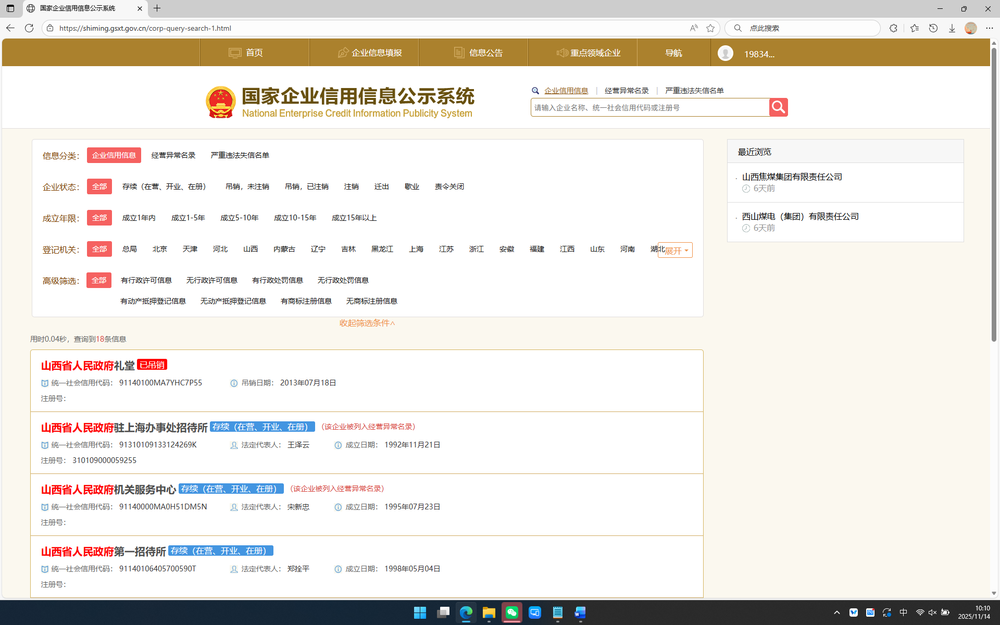 国家企业信用信息公示系统
https://shiming.gsxt.gov.cn/corp-query-search-1.html
点此搜索
首页
企业信息填报
信息公告
重点领域企业
导航
19834...
国家企业信用信息公示系统
National Enterprise Credit Information Publicity System
企业信用信息 | 经营异常名录 | 严重违法失信名单
请输入企业名称、统一社会信用代码或注册号
信息分类： 企业信用信息 经营异常名录 严重违法失信名单
企业状态： 全部 存续（在营、开业、在册） 吊销，未注销 吊销，已注销 注销 迁出 歇业 责令关闭
成立年限： 全部 成立1年内 成立1-5年 成立5-10年 成立10-15年 成立15年以上
登记机关： 全部 总局 北京 天津 河北 山西 内蒙古 辽宁 吉林 黑龙江 上海 江苏 浙江 安徽 福建 江西 山东 河南 湖北 展开
高级筛选： 全部 有行政许可信息 无行政许可信息 有行政处罚信息 无行政处罚信息
有动产抵押登记信息 无动产抵押登记信息 有商标注册信息 无商标注册信息
收起筛选条件^
最近浏览
山西焦煤集团有限责任公司
6天前
西山煤电（集团）有限责任公司
6天前
用时0.04秒，查询到18条信息
山西省人民政府礼堂 已吊销
统一社会信用代码： 91140100MA7YHC7P55 吊销日期： 2013年07月18日
注册号：
山西省人民政府驻上海办事处招待所 存续（在营、开业、在册） （该企业被列入经营异常名录）
统一社会信用代码： 91310109133124269K 法定代表人： 王泽云 成立日期： 1992年11月21日
注册号： 310109000059255
山西省人民政府机关服务中心 存续（在营、开业、在册） （该企业被列入经营异常名录）
统一社会信用代码： 91140000MA0H51DM5N 法定代表人： 宋新忠 成立日期： 1995年07月23日
注册号：
山西省人民政府第一招待所 存续（在营、开业、在册）
统一社会信用代码： 91140106405700590T 法定代表人： 郑拴平 成立日期： 1998年05月04日
注册号：
中
10:10
2025/11/14